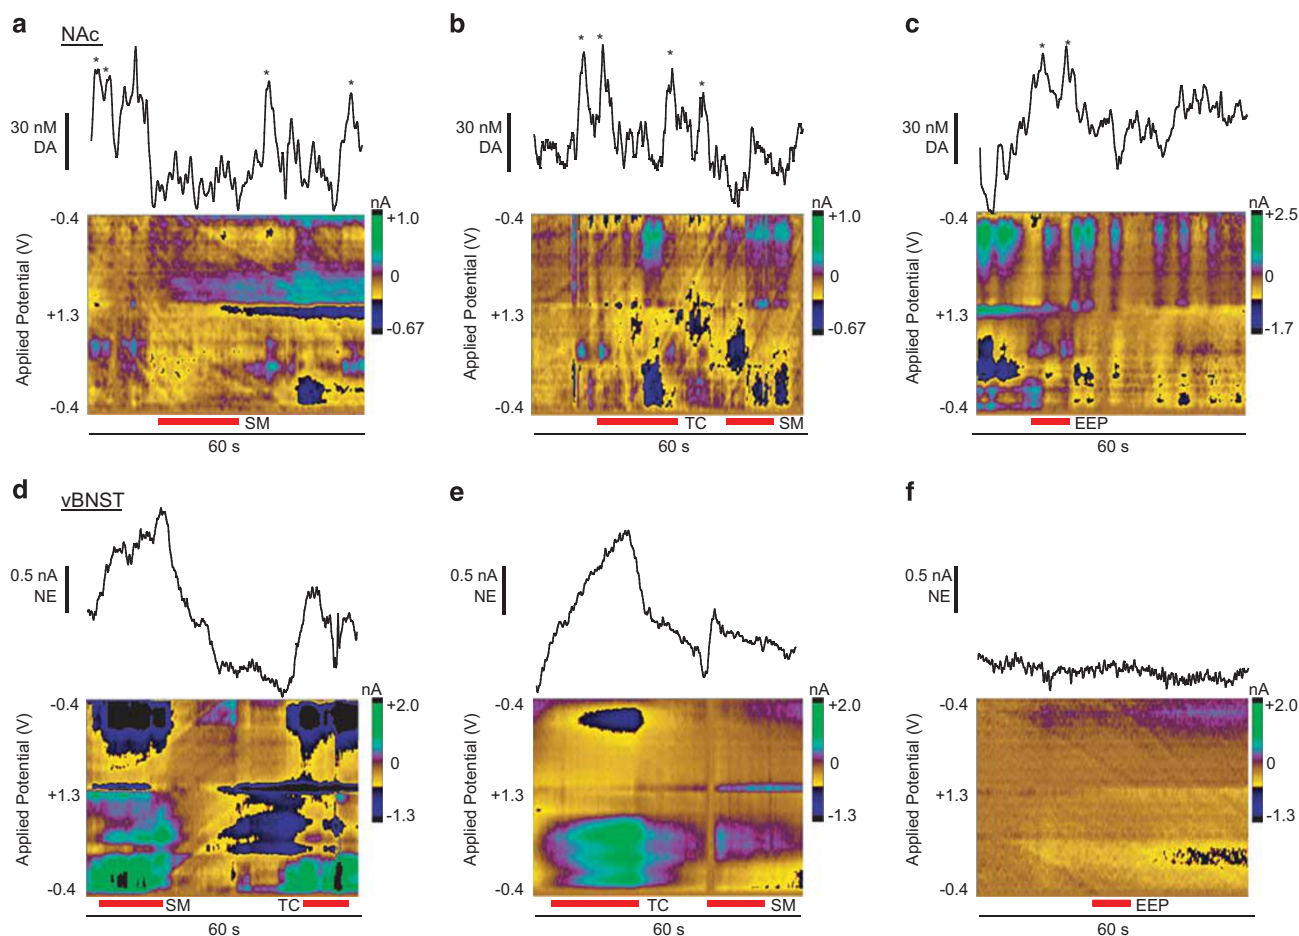 a
NAc
* * * *
30 nM
DA
nA
+1.0
0
-0.67
Applied Potential (V)
-0.4
+1.3
-0.4
SM
60 s
b
* * * *
30 nM
DA
nA
+1.0
0
-0.67
Applied Potential (V)
-0.4
+1.3
-0.4
TC
SM
60 s
c
* *
30 nM
DA
nA
+2.5
0
-1.7
Applied Potential (V)
-0.4
+1.3
-0.4
EEP
60 s
d
vBNST
0.5 nA
NE
nA
+2.0
0
-1.3
Applied Potential (V)
-0.4
+1.3
-0.4
SM
TC
60 s
e
0.5 nA
NE
nA
+2.0
0
-1.3
Applied Potential (V)
-0.4
+1.3
-0.4
TC
SM
60 s
f
0.5 nA
NE
nA
+2.0
0
-1.3
Applied Potential (V)
-0.4
+1.3
-0.4
EEP
60 s